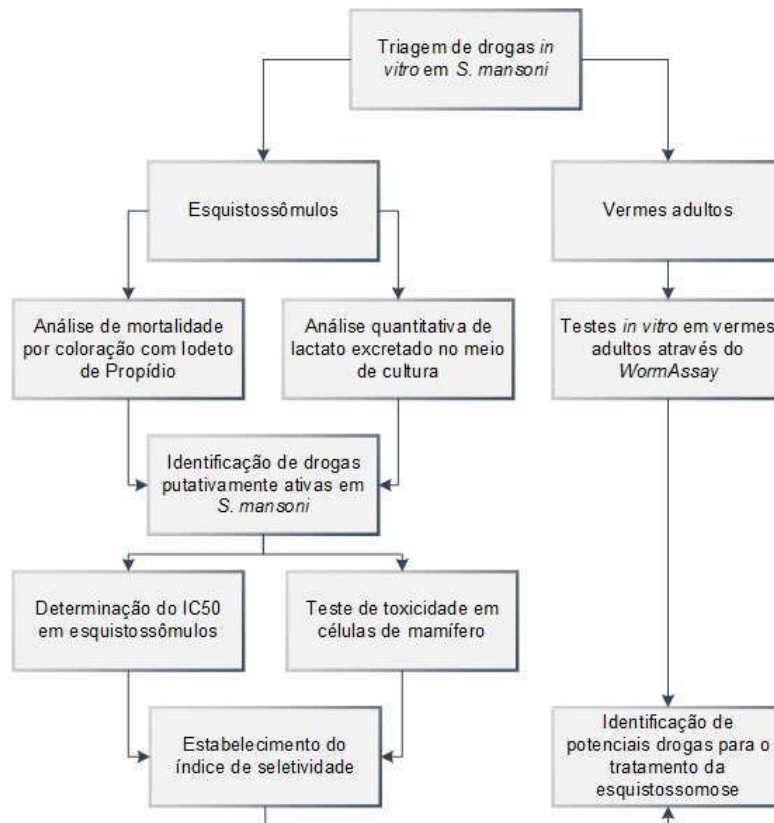 Triagem de drogas in
vitro em S. mansoni
Esquistossômulos
Vermes adultos
Análise de mortalidade
por coloração com Iodeto
de Propídio
Análise quantitativa de
lactato excretado no meio
de cultura
Testes in vitro em vermes
adultos através do
WormAssay
Identificação de drogas
putativamente ativas em
S. mansoni
Determinação do IC50
em esquistossômulos
Teste de toxicidade em
células de mamífero
Estabelecimento do
índice de seletividade
Identificação de
potenciais drogas para o
tratamento da
esquistossomose